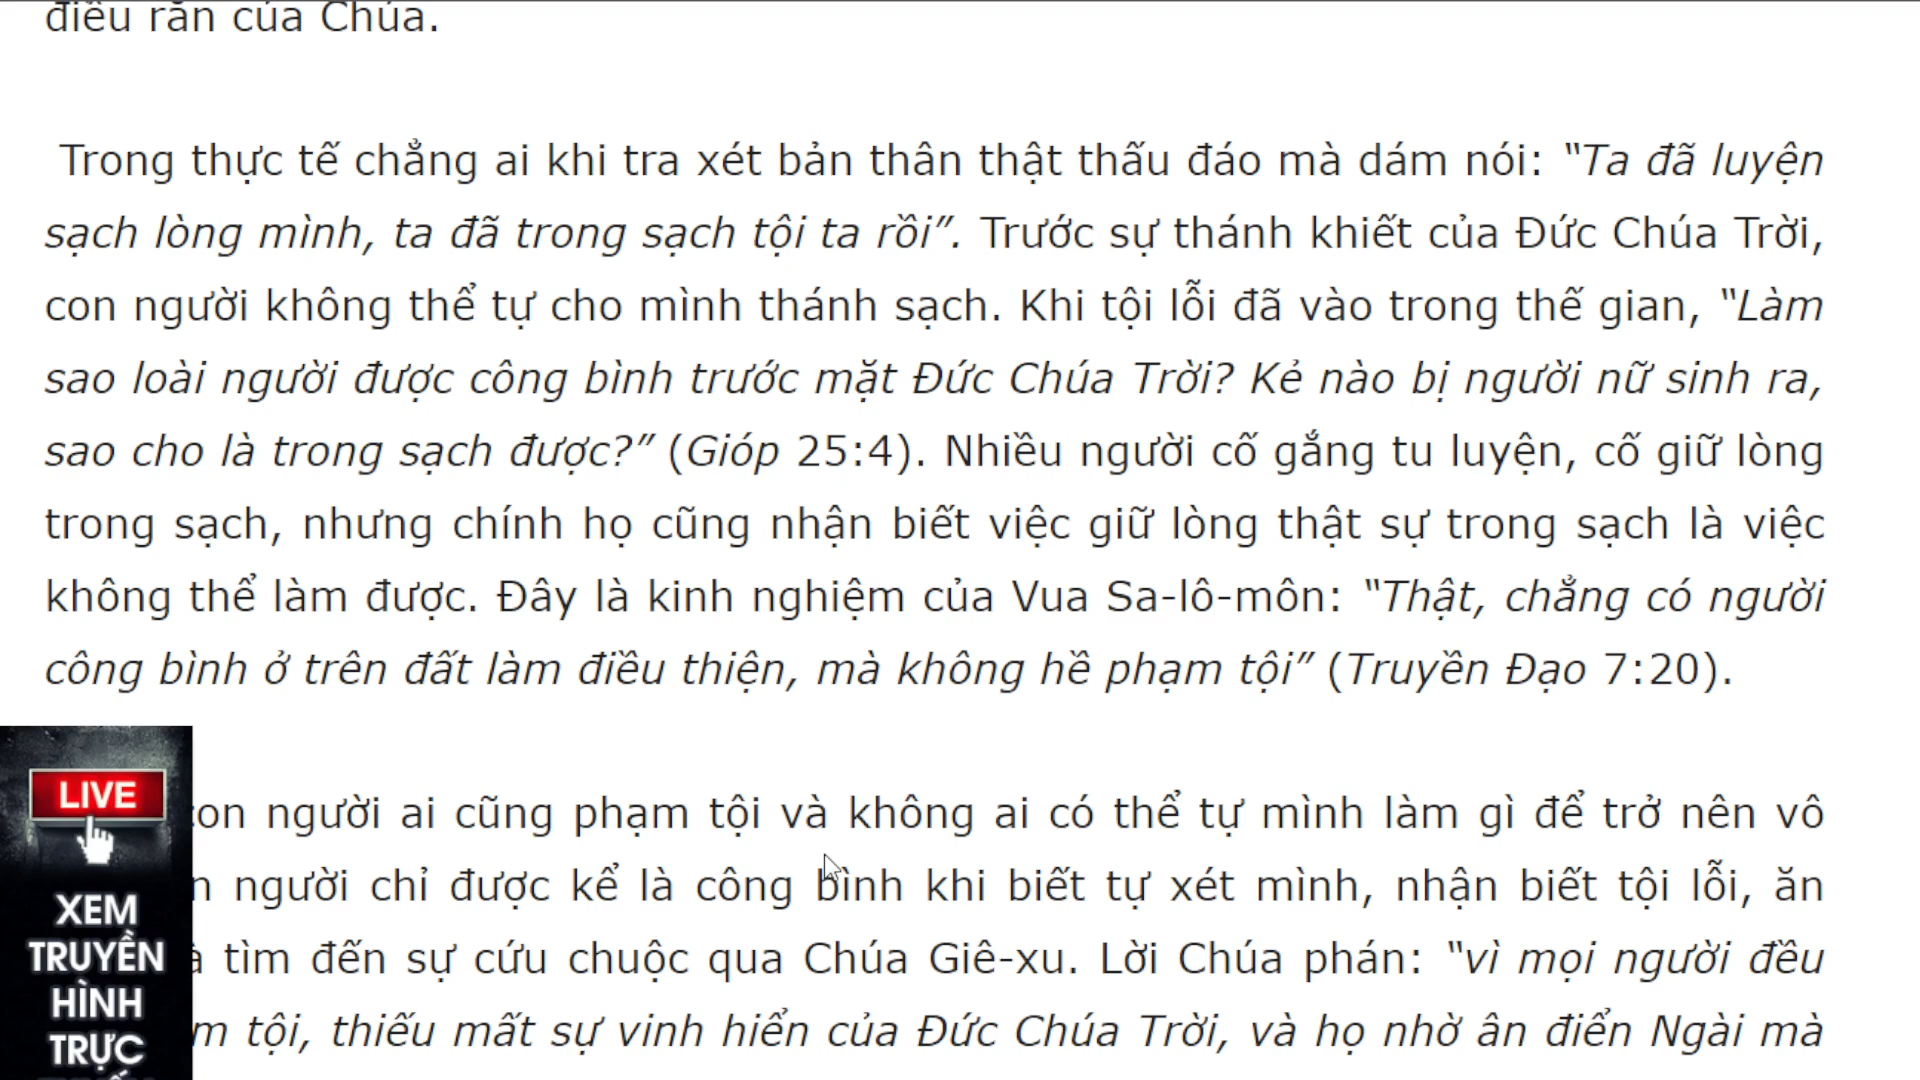 điều răn của Chúa.
Trong thực tế chẳng ai khi tra xét bản thân thật thấu đáo mà dám nói: “Ta đã luyện
sạch lòng mình, ta đã trong sạch tội ta rồi”. Trước sự thánh khiết của Đức Chúa Trời,
con người không thể tự cho mình thánh sạch. Khi tội lỗi đã vào trong thế gian, “Làm
sao loài người được công bình trước mặt Đức Chúa Trời? Kẻ nào bị người nữ sinh ra,
sao cho là trong sạch được?” (Gióp 25:4). Nhiều người cố gắng tu luyện, cố giữ lòng
trong sạch, nhưng chính họ cũng nhận biết việc giữ lòng thật sự trong sạch là việc
không thể làm được. Đây là kinh nghiệm của Vua Sa-lô-môn: “Thật, chẳng có người
công bình ở trên đất làm điều thiện, mà không hề phạm tội” (Truyền Đạo 7:20).
con người ai cũng phạm tội và không ai có thể tự mình làm gì để trở nên vô
người chỉ được kể là công bình khi biết tự xét mình, nhận biết tội lỗi, ăn
tìm đến sự cứu chuộc qua Chúa Giê-xu. Lời Chúa phán: “vì mọi người đều
tội, thiếu mất sự vinh hiển của Đức Chúa Trời, và họ nhờ ân điển Ngài mà
LIVE
XEM
TRUYỀN
HÌNH
TRỰC